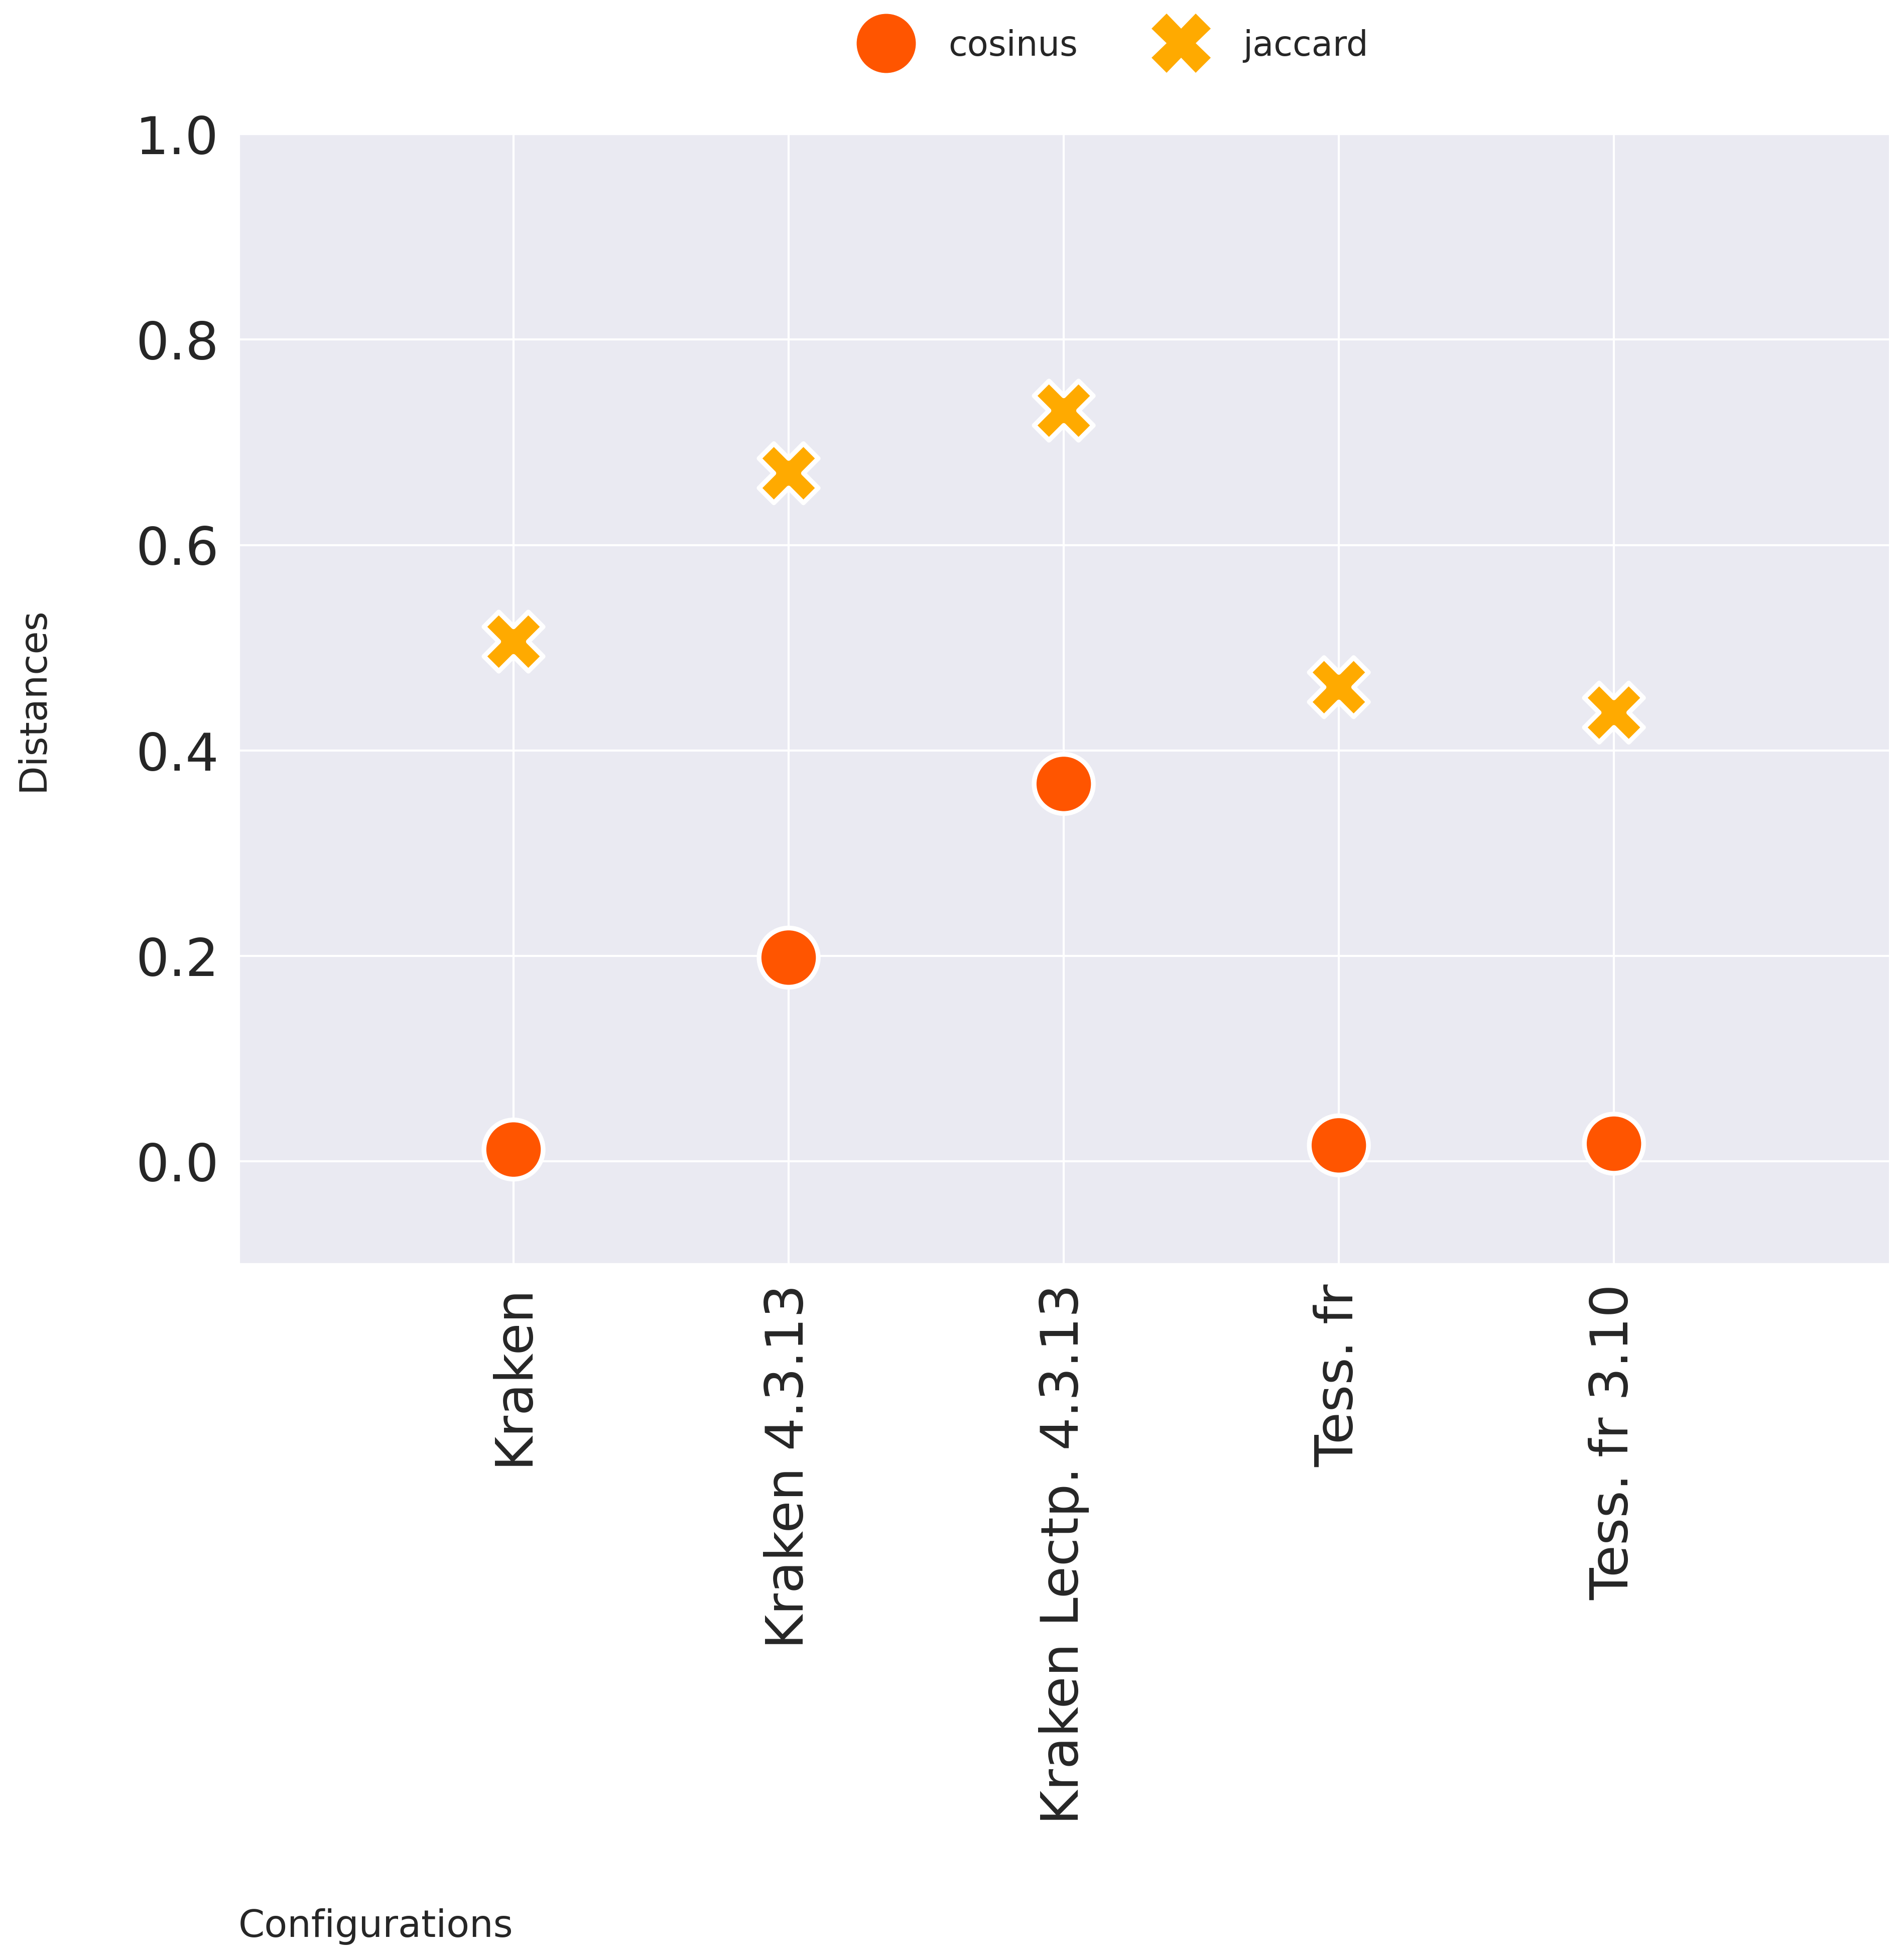 cosinus jaccard
1.0
0.8
0.6
0.4
0.2
0.0
Distances
Kraken
Kraken 4.3.13
Kraken Lectp. 4.3.13
Tess. fr
Tess. fr 3.10
Configurations